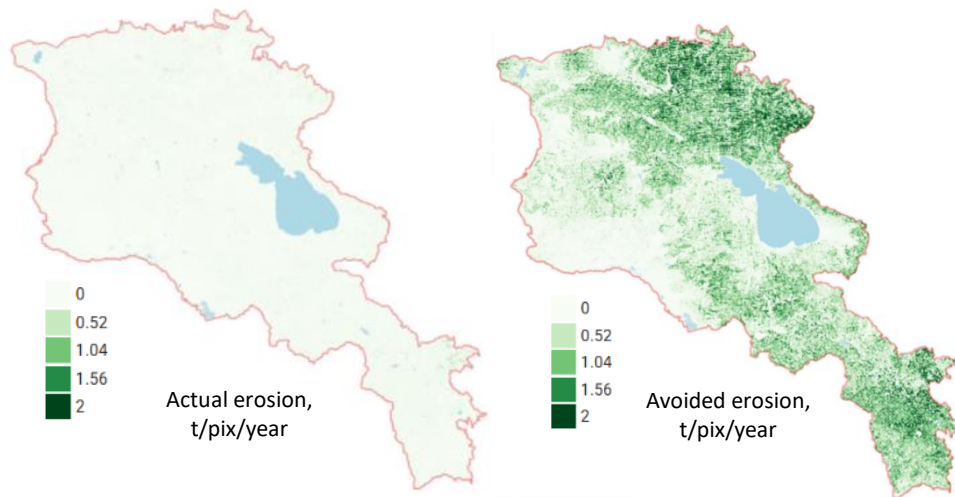 0
0.52
1.04
1.56
2
Actual erosion,
t/pix/year
0
0.52
1.04
1.56
2
Avoided erosion,
t/pix/year